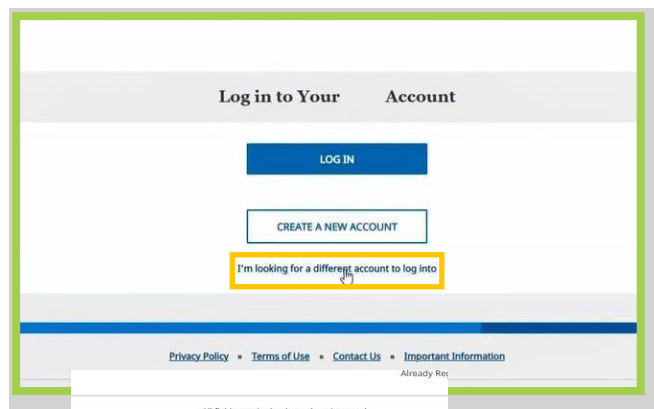 Log in to Your Account
LOG IN
CREATE A NEW ACCOUNT
I'm looking for a different account to log into
Privacy Policy ▪ Terms of Use ▪ Contact Us ▪ Important Information
Already